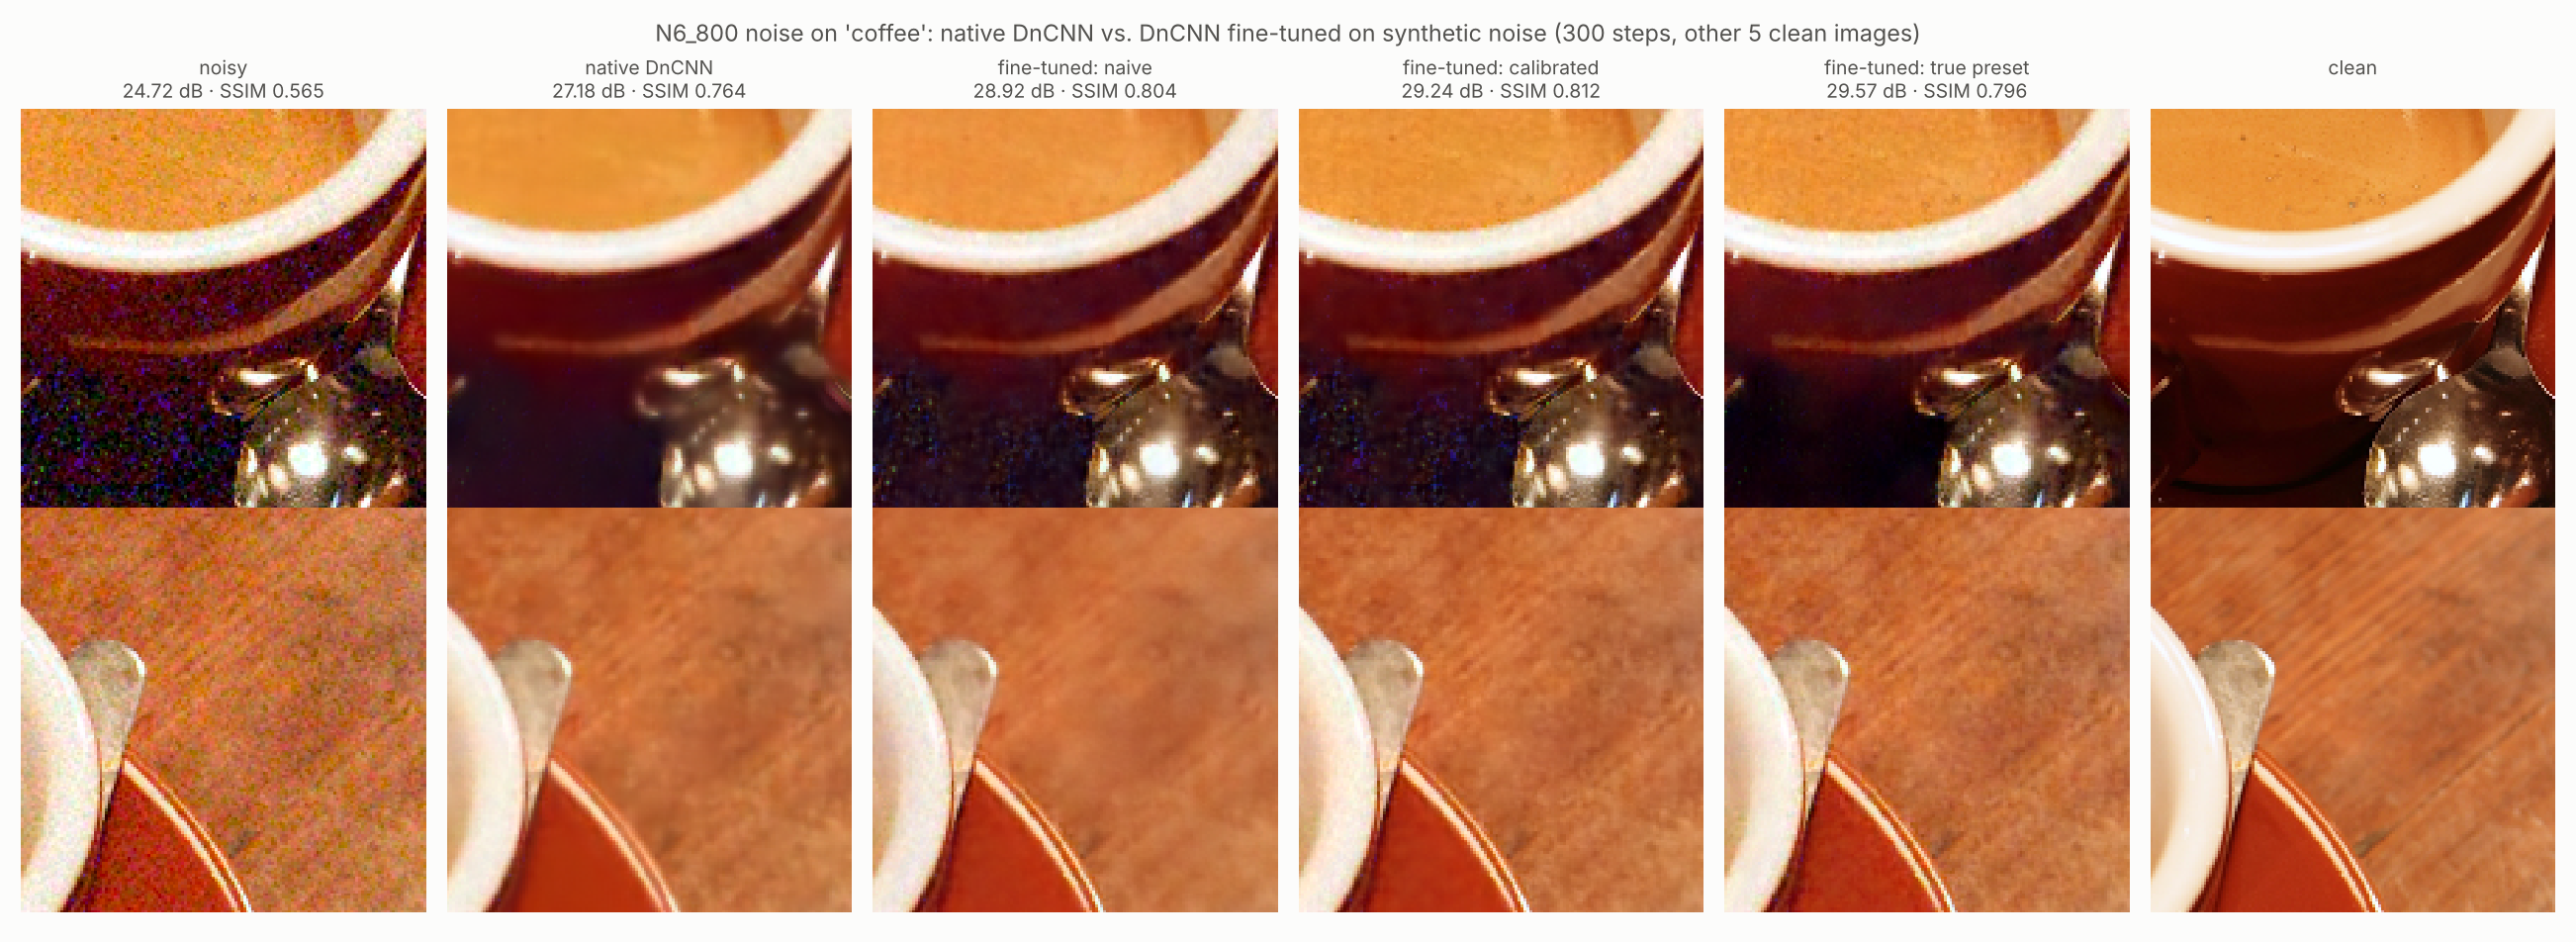 N6_800 noise on 'coffee': native DnCNN vs. DnCNN fine-tuned on synthetic noise (300 steps, other 5 clean images)
noisy
24.72 dB · SSIM 0.565
native DnCNN
27.18 dB · SSIM 0.764
fine-tuned: naive
28.92 dB · SSIM 0.804
fine-tuned: calibrated
29.24 dB · SSIM 0.812
fine-tuned: true preset
29.57 dB · SSIM 0.796
clean